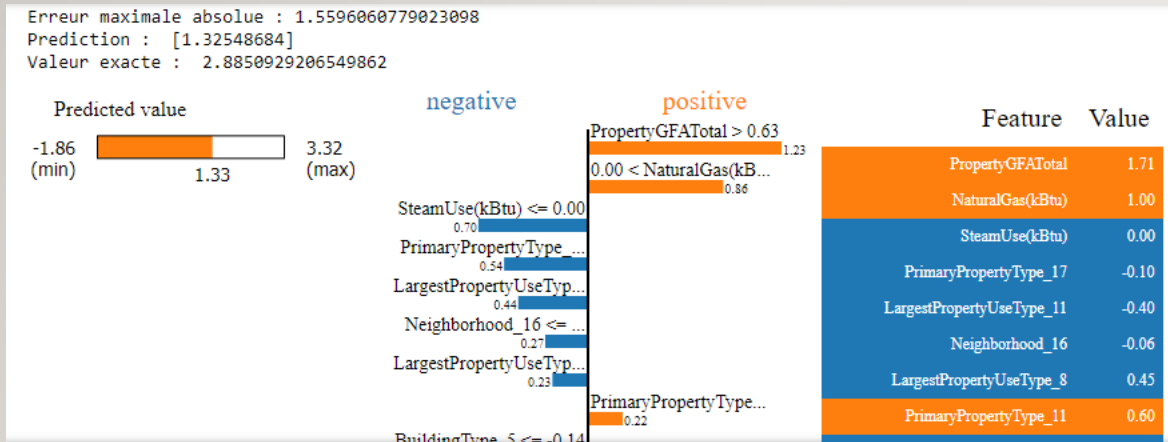 Erreur maximale absolue : 1.5596060779023098
Prediction :  [1.32548684]
Valeur exacte :  2.8850929206549862
Predicted value
-1.86
(min)
1.33
3.32
(max)
negative
positive
PropertyGFATotal > 0.63
1.23
0.00 < NaturalGas(kB...
0.86
SteamUse(kBtu) <= 0.00
0.70
PrimaryPropertyType_...
0.54
LargestPropertyUseTyp...
0.44
Neighborhood_16 <= ...
0.27
LargestPropertyUseTyp...
0.23
PrimaryPropertyType...
0.22
BuildingType_5 <= -0.14
Feature Value
PropertyGFATotal 1.71
NaturalGas(kBtu) 1.00
SteamUse(kBtu) 0.00
PrimaryPropertyType_17 -0.10
LargestPropertyUseType_11 -0.40
Neighborhood_16 -0.06
LargestPropertyUseType_8 0.45
PrimaryPropertyType_11 0.60